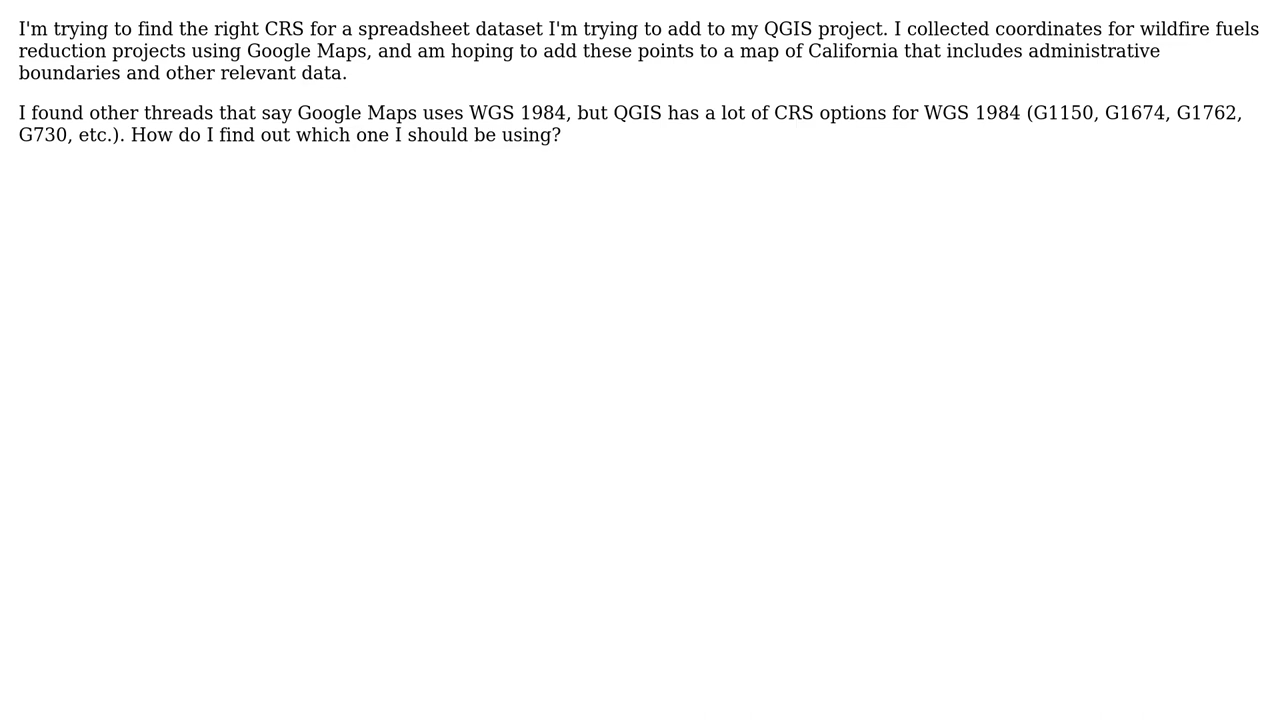 I'm trying to find the right CRS for a spreadsheet dataset I'm trying to add to my QGIS project. I collected coordinates for wildfire fuels
reduction projects using Google Maps, and am hoping to add these points to a map of California that includes administrative
boundaries and other relevant data.
I found other threads that say Google Maps uses WGS 1984, but QGIS has a lot of CRS options for WGS 1984 (G1150, G1674, G1762,
G730, etc.). How do I find out which one I should be using?